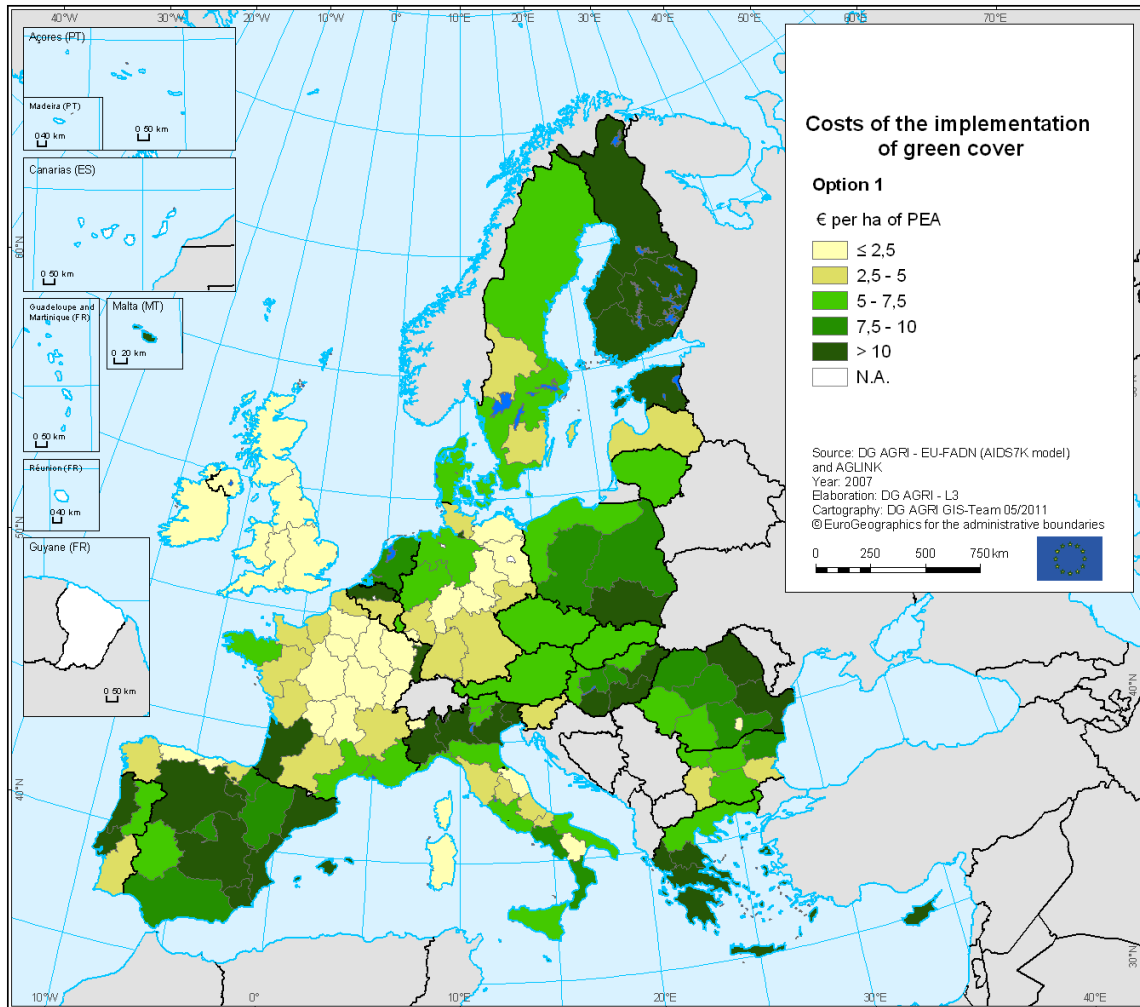 40°W
30°W
20°W
10°W
0°
10°E
20°E
30°E
40°E
50°E
60°E
70°E
Açores (PT)
Madeira (PT)
0 40 km
0 50 km
Canarias (ES)
0 50 km
Guadeloupe and
Martinique (FR)
0 50 km
Malta (MT)
0 20 km
Réunion (FR)
0 40 km
Guyane (FR)
0 50 km
60°N
50°N
40°N
40°N
30°N
10°W
0°
10°E
20°E
30°E
40°E
Costs of the implementation
of green cover
Option 1
€ per ha of PEA
≤ 2,5
2,5 - 5
5 - 7,5
7,5 - 10
> 10
N.A.
Source: DG AGRI - EU-FADN (AIDS7K model)
and AGLINK
Year: 2007
Elaboration: DG AGRI - L3
Cartography: DG AGRI GIS-Team 05/2011
© EuroGeographics for the administrative boundaries
0 250 500 750 km